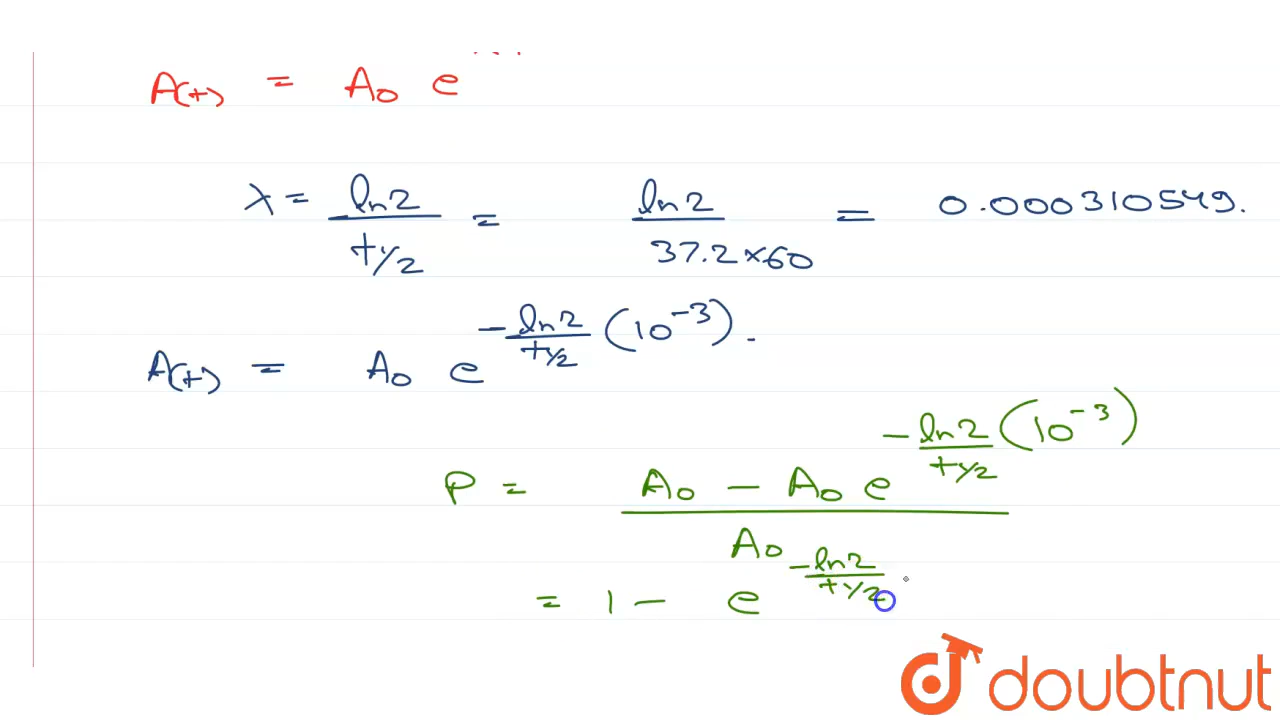 A(t) = A₀ e
λ = ln2 / t1/2 = ln2 / 37.2×60 = 0.000310549.
A(t) = A₀ e^(-ln2 / t1/2 (10⁻³)).
P = A₀ - A₀ e^(-ln2 / t1/2 (10⁻³)) / A₀
= 1 - e^(-ln2 / t1/2)
doubtnut